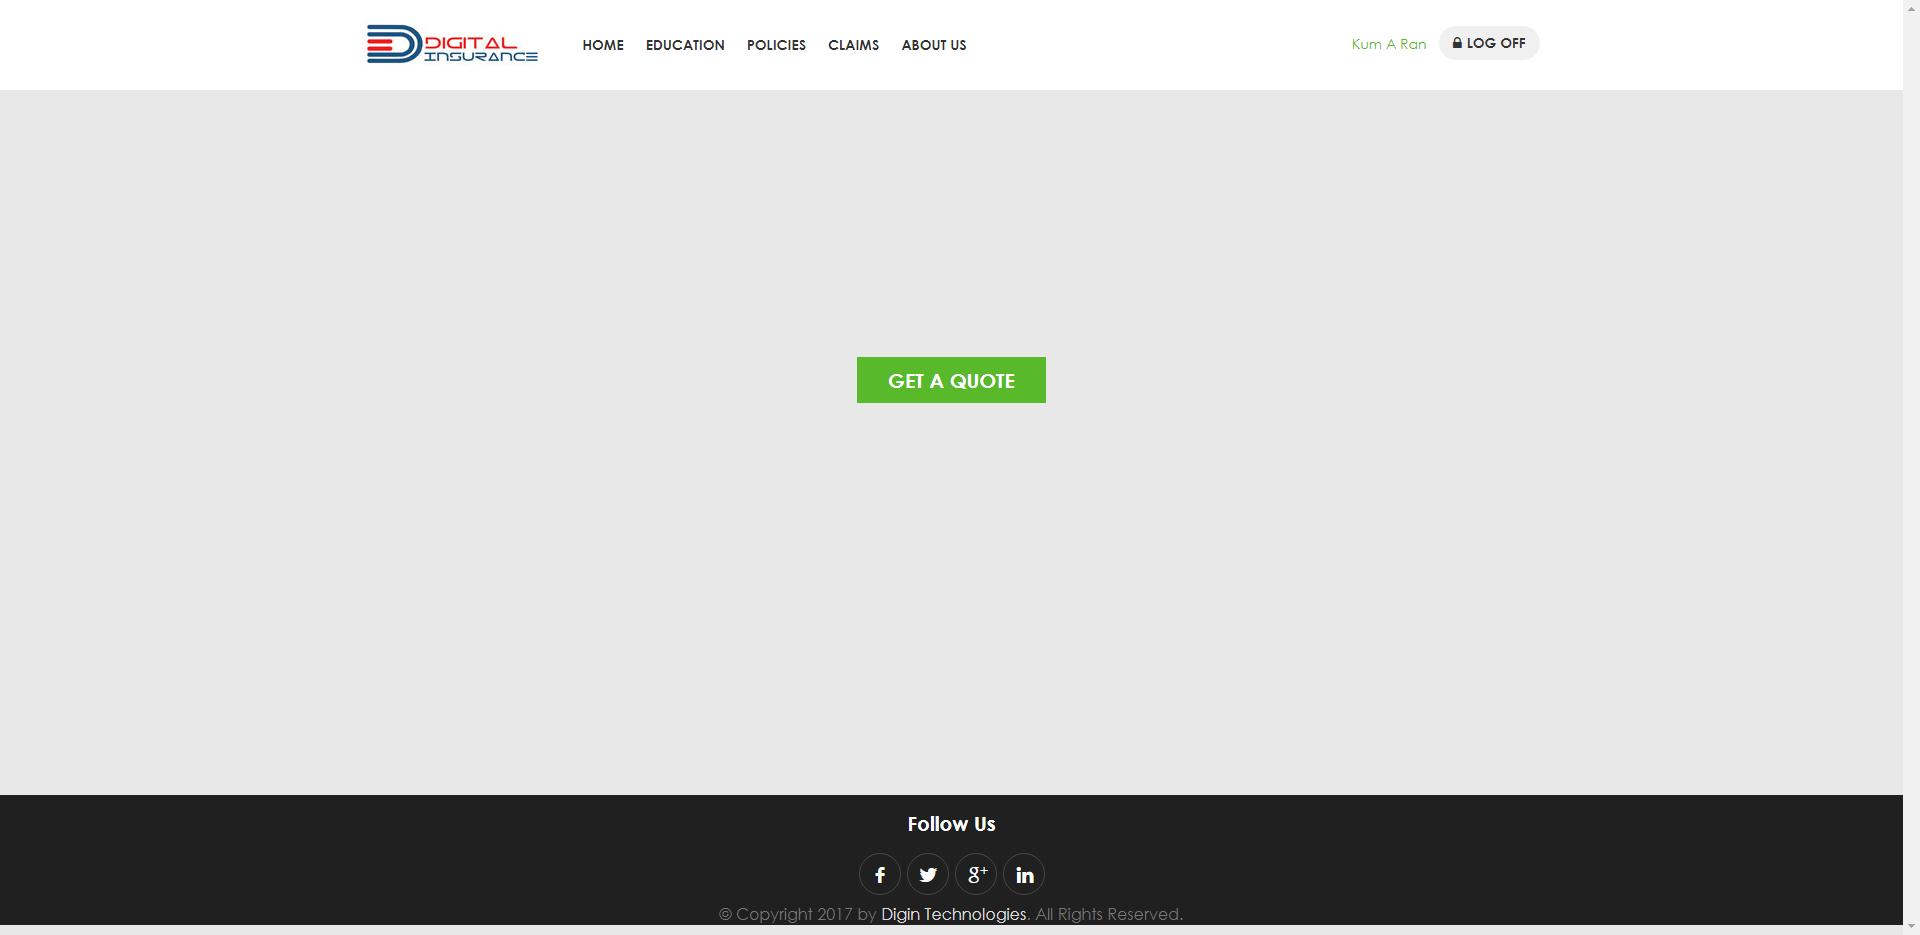 DIGITAL
INSURANCE
HOME EDUCATION POLICIES CLAIMS ABOUT US
Kum A Ran LOG OFF
GET A QUOTE
Follow Us
© Copyright 2017 by Digin Technologies. All Rights Reserved.